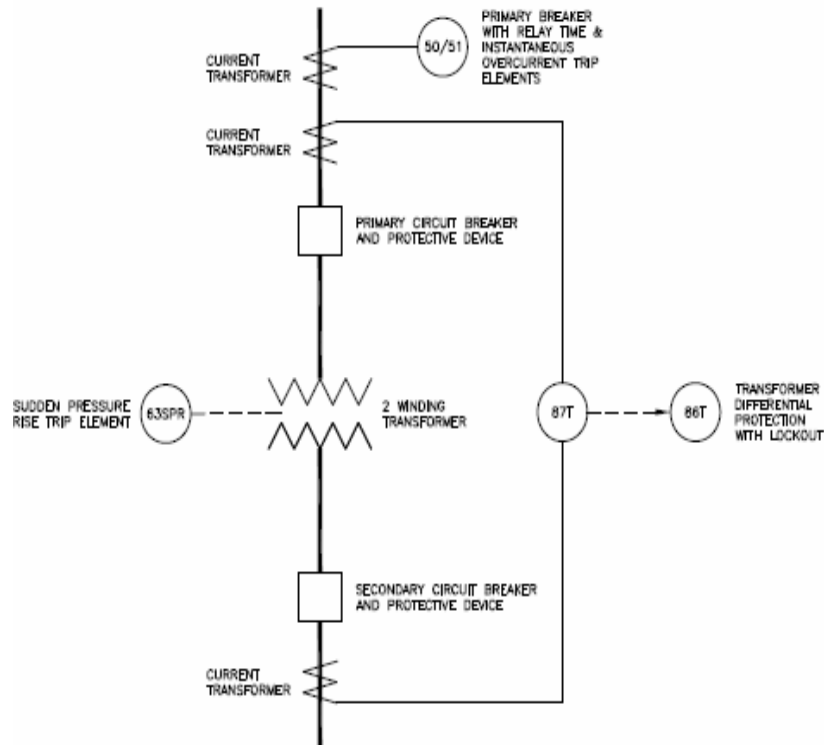 PRIMARY BREAKER
WITH RELAY TIME &
INSTANTANEOUS
OVERCURRENT TRIP
ELEMENTS
50/51
CURRENT
TRANSFORMER
CURRENT
TRANSFORMER
PRIMARY CIRCUIT BREAKER
AND PROTECTIVE DEVICE
SUDDEN PRESSURE
RISE TRIP ELEMENT
63SPR
2 WINDING
TRANSFORMER
87T
86T
TRANSFORMER
DIFFERENTIAL
PROTECTION
WITH LOCKOUT
SECONDARY CIRCUIT BREAKER
AND PROTECTIVE DEVICE
CURRENT
TRANSFORMER